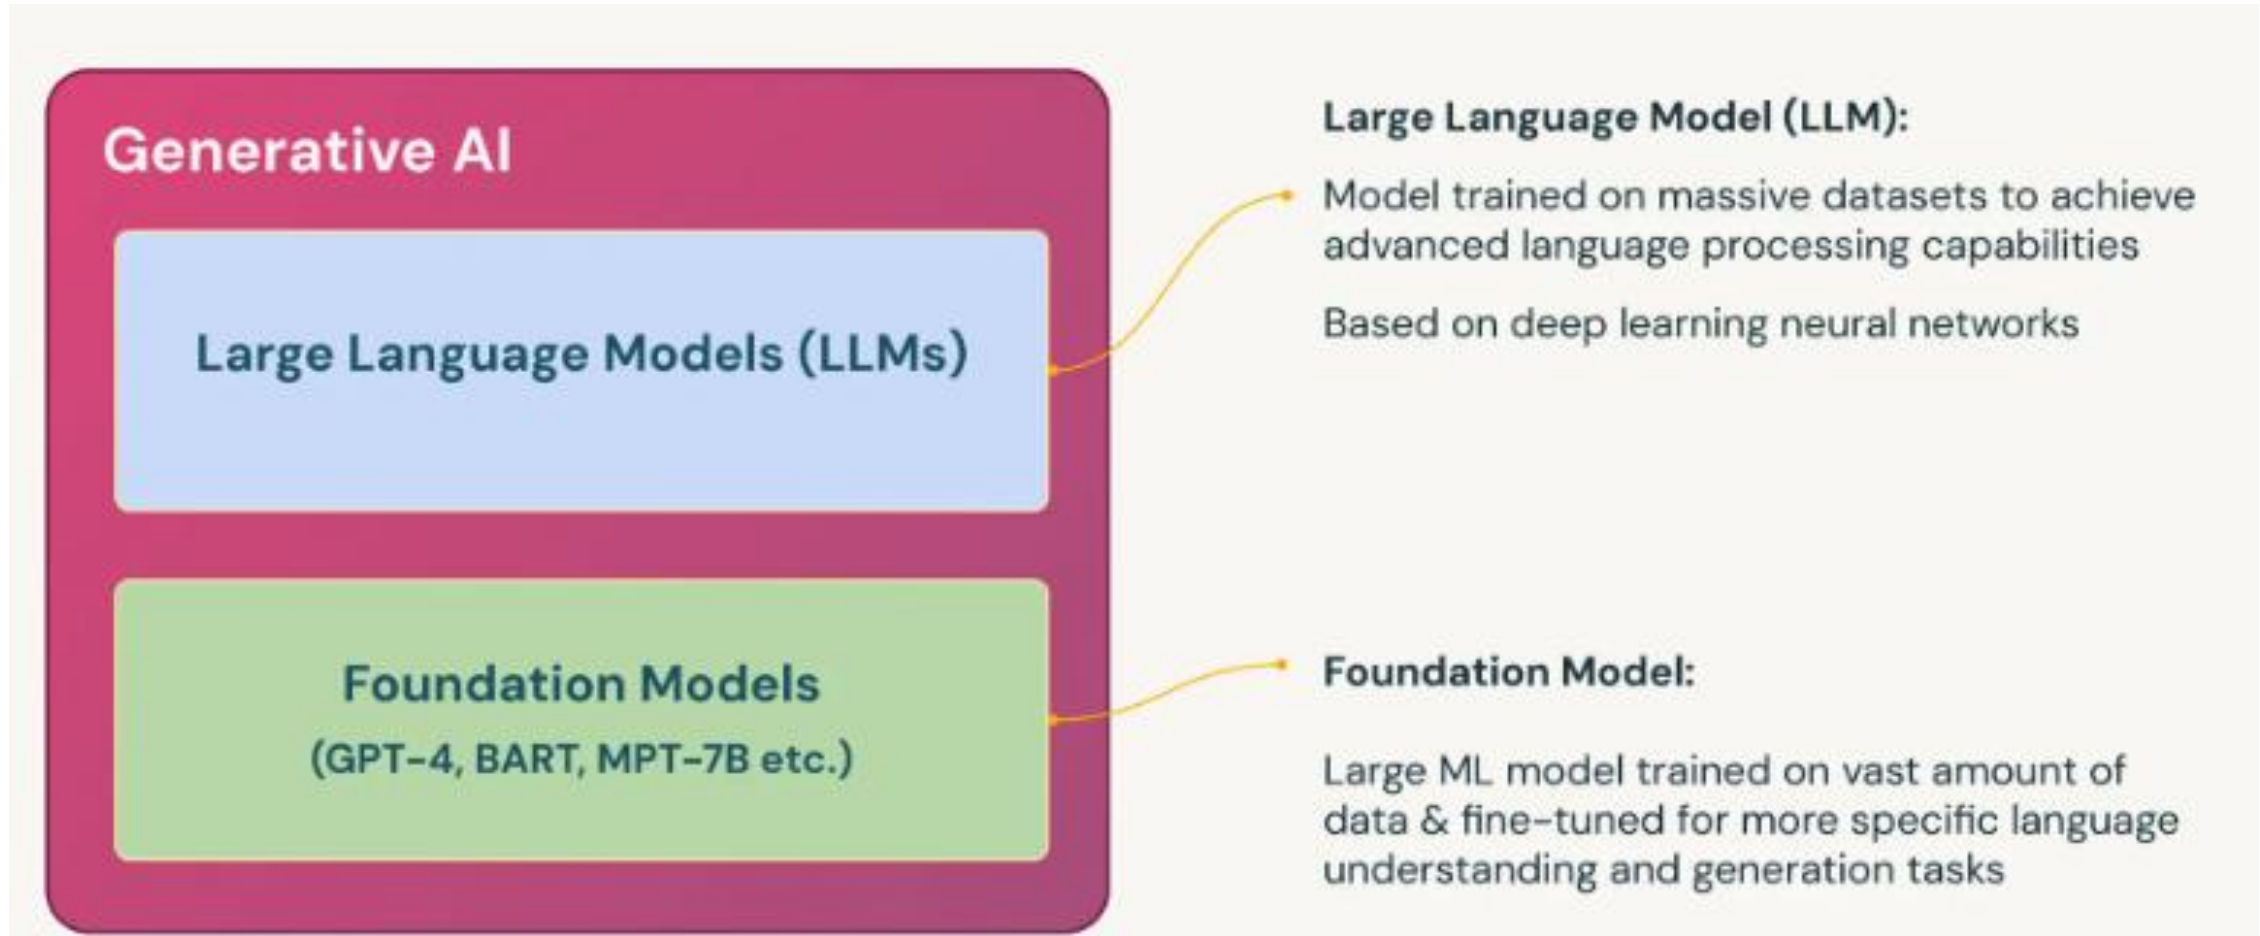 Generative AI
Large Language Models (LLMs)
Foundation Models
(GPT-4, BART, MPT-7B etc.)
Large Language Model (LLM):
Model trained on massive datasets to achieve
advanced language processing capabilities
Based on deep learning neural networks
Foundation Model:
Large ML model trained on vast amount of
data & fine-tuned for more specific language
understanding and generation tasks